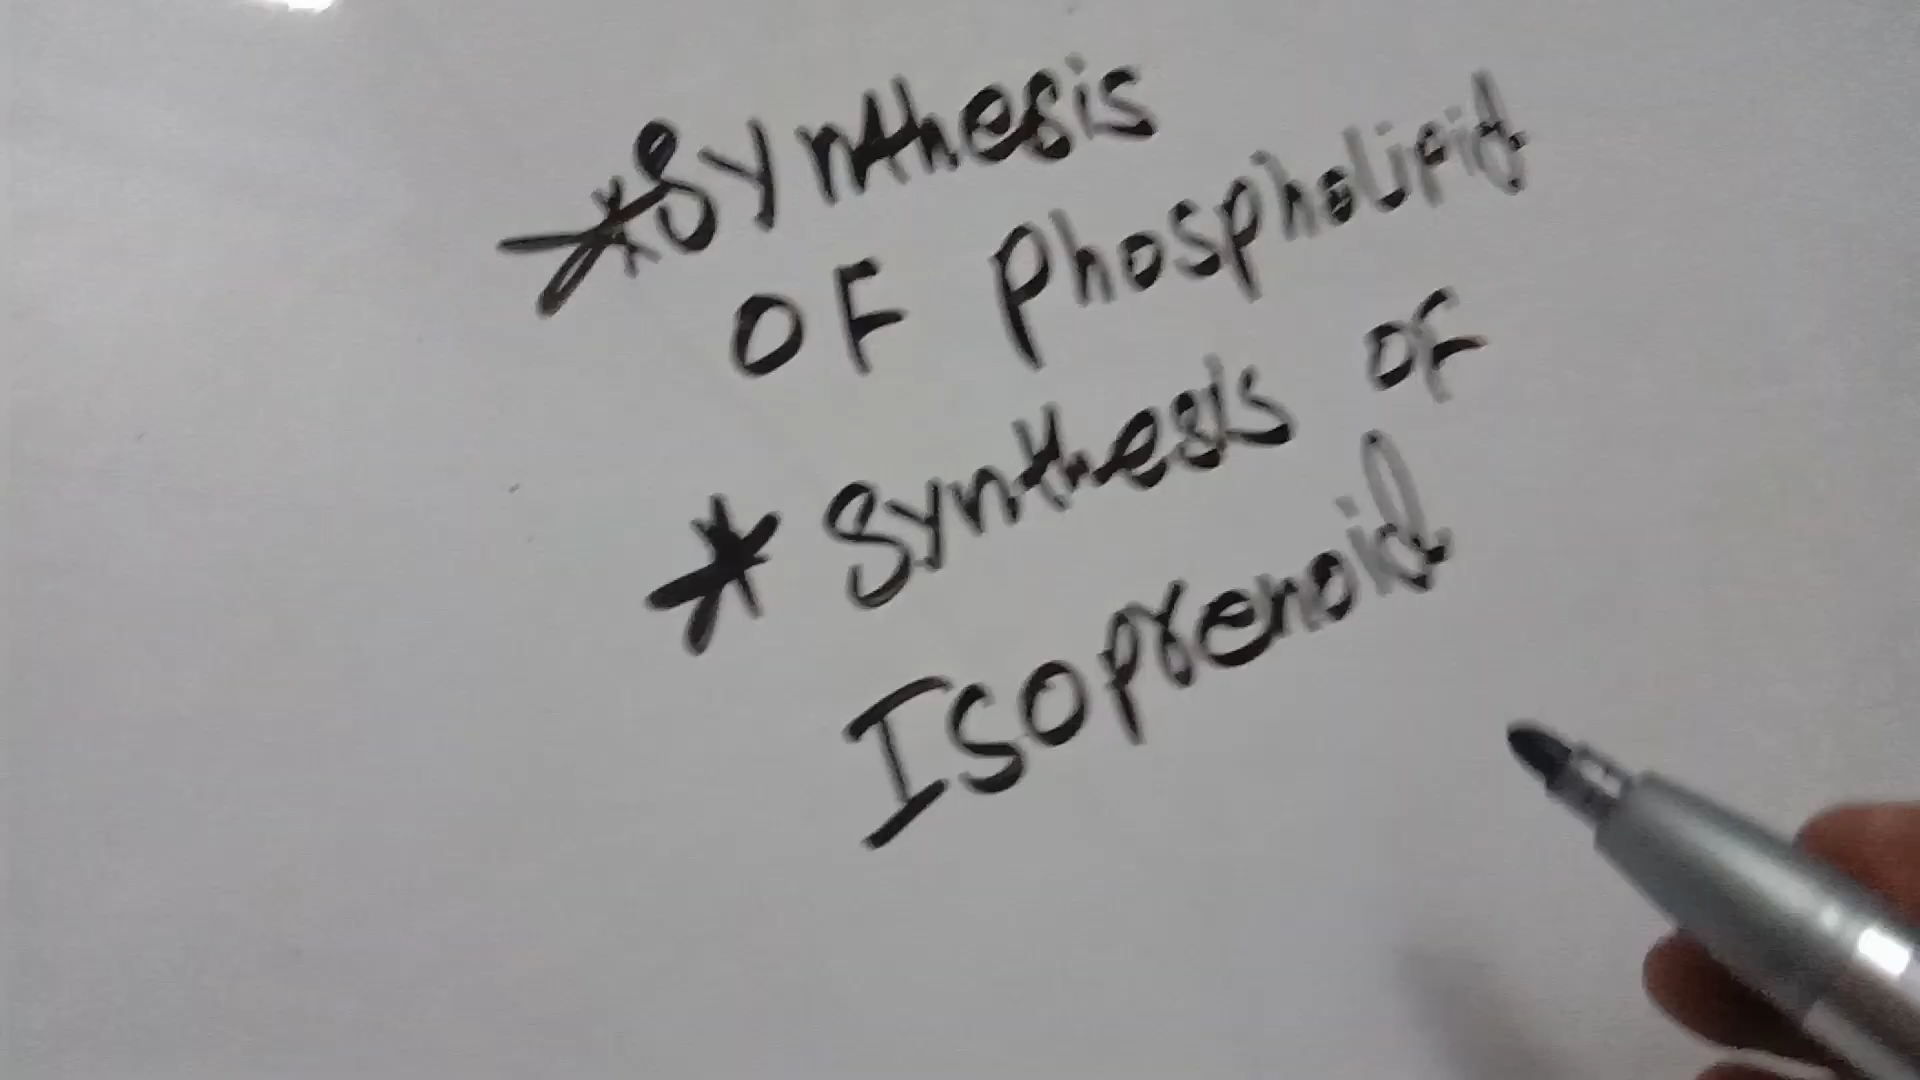 *Synthesis
OF Phospholipid
* Synthesis OF
Isoprenoid